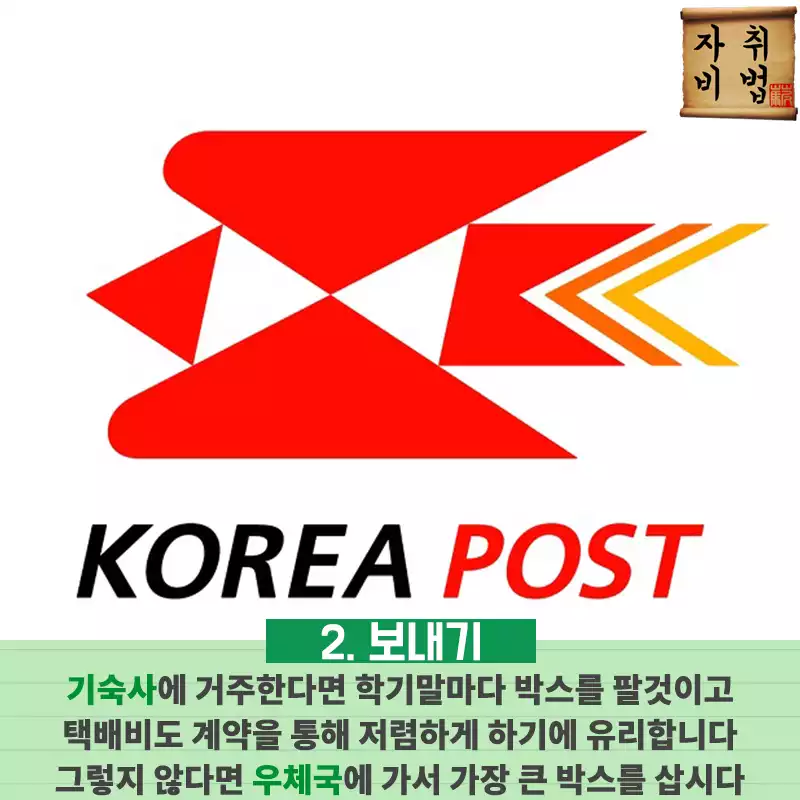 자취
비법
KOREA POST
2. 보내기
기숙사에 거주한다면 학기말마다 박스를 팔것이고
택배비도 계약을 통해 저렴하게 하기에 유리합니다
그렇지 않다면 우체국에 가서 가장 큰 박스를 삽시다